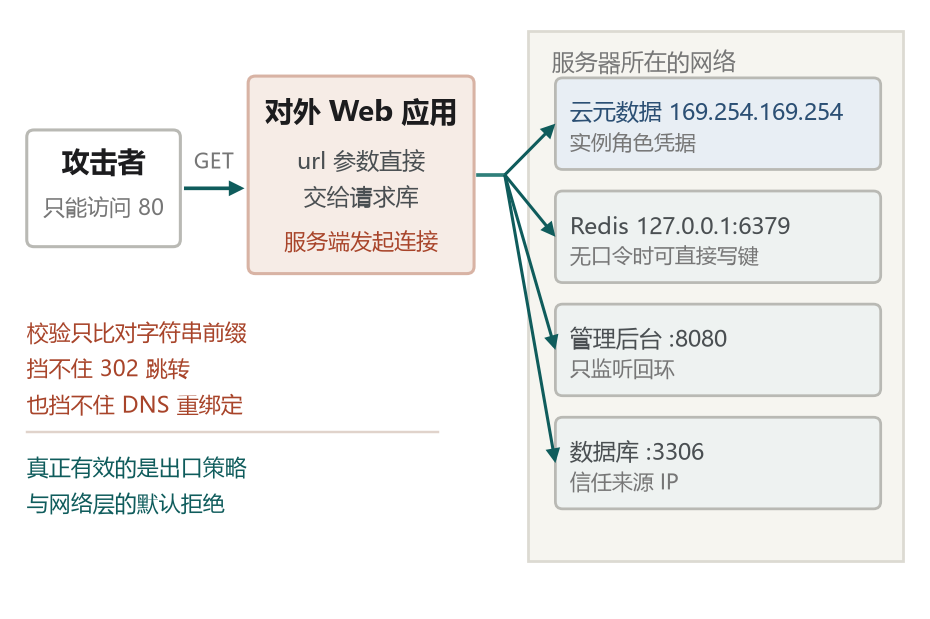 攻击者
只能访问 80
GET
对外 Web 应用
url 参数直接
交给请求库
服务端发起连接
服务器所在的网络
云元数据 169.254.169.254
实例角色凭据
Redis 127.0.0.1:6379
无口令时可直接写键
管理后台 :8080
只监听回环
数据库 :3306
信任来源 IP
校验只比对字符串前缀
挡不住 302 跳转
也挡不住 DNS 重绑定
真正有效的是出口策略
与网络层的默认拒绝